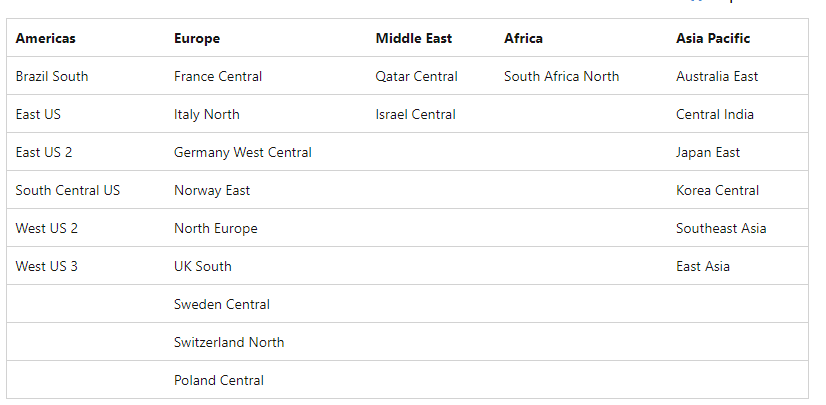 Americas Europe Middle East Africa Asia Pacific
Brazil South France Central Qatar Central South Africa North Australia East
East US Italy North Israel Central Central India
East US 2 Germany West Central Japan East
South Central US Norway East Korea Central
West US 2 North Europe Southeast Asia
West US 3 UK South East Asia
Sweden Central
Switzerland North
Poland Central